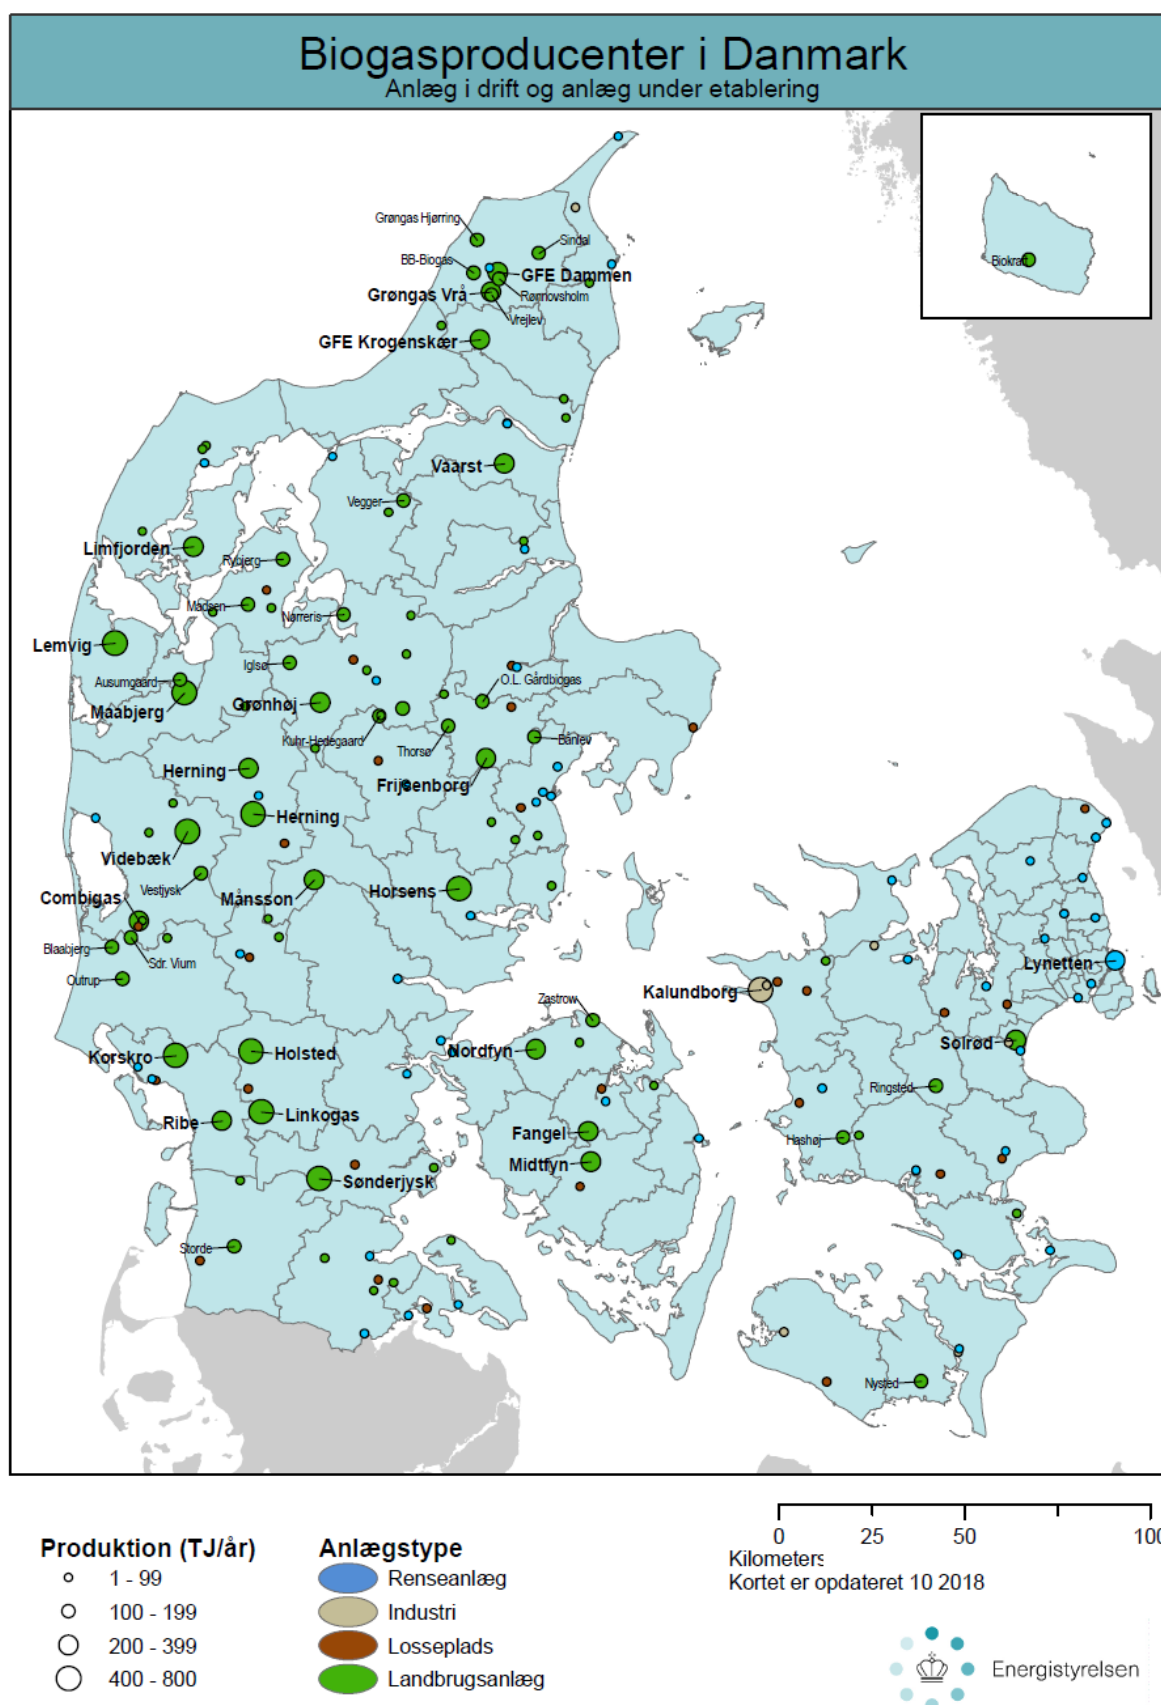 Biogasproducenter i Danmark
Anlæg i drift og anlæg under etablering
Grøngas Hjørring
Sindal
BB-Biogas
GFE Dammen
Grøngas Vrå
Rønnovsholm
Vrejlev
GFE Krogenskær
Biokraft
Vaarst
Vegger
Limfjorden
Rybjerg
Madsen
Nørreris
Lemvig
Iglsø
Ausumgaard
O.L. Gårdbiogas
Maabjerg
Grønhøj
Kuhr-Hedegaard
Thorsø
Bånlev
Herning
Frijsenborg
Herning
Videbæk
Vestjysk
Månsson
Horsens
Combigas
Blaabjerg
Sdr. Vium
Outrup
Lynetten
Kalundborg
Zastrow
Korskro
Holsted
Nordfyn
Solrød
Ringsted
Ribe
Linkogas
Fangel
Hashøj
Midtfyn
Sønderjysk
Storde
Nysted
Produktion (TJ/år)
1 - 99
100 - 199
200 - 399
400 - 800
Anlægstype
Renseanlæg
Industri
Losseplads
Landbrugsanlæg
0 25 50 100
Kilometers
Kortet er opdateret 10 2018
Energistyrelsen